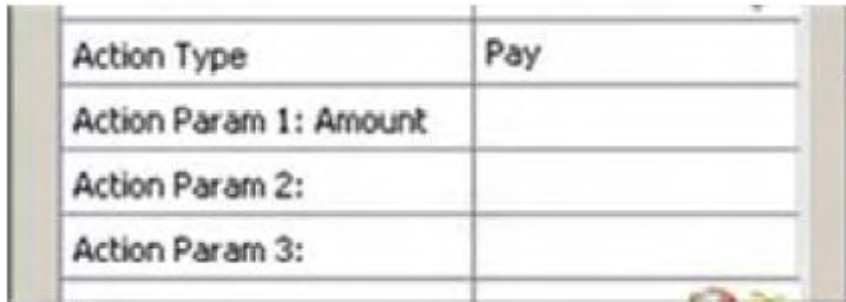 Action Type Pay
Action Param 1: Amount
Action Param 2:
Action Param 3: